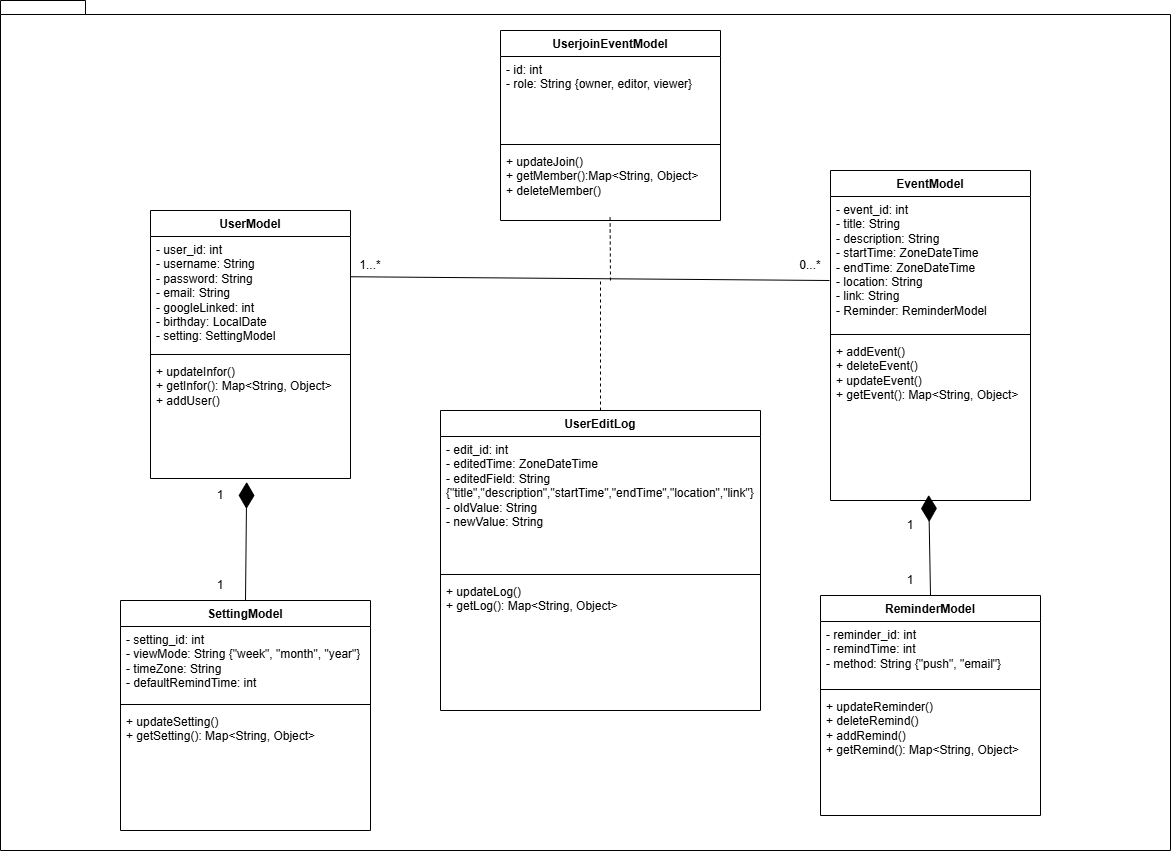 UserjoinEventModel
- id: int
- role: String {owner, editor, viewer}
+ updateJoin()
+ getMember():Map<String, Object>
+ deleteMember()
EventModel
- event_id: int
- title: String
- description: String
- startTime: ZoneDateTime
- endTime: ZoneDateTime
- location: String
- link: String
- Reminder: ReminderModel
+ addEvent()
+ deleteEvent()
+ updateEvent()
+ getEvent(): Map<String, Object>
UserModel
- user_id: int
- username: String
- password: String
- email: String
- googleLinked: int
- birthday: LocalDate
- setting: SettingModel
+ updateInfor()
+ getInfor(): Map<String, Object>
+ addUser()
1...*
0...*
UserEditLog
- edit_id: int
- editedTime: ZoneDateTime
- editedField: String
{"title","description","startTime","endTime","location","link"}
- oldValue: String
- newValue: String
+ updateLog()
+ getLog(): Map<String, Object>
1
1
SettingModel
- setting_id: int
- viewMode: String {"week", "month", "year"}
- timeZone: String
- defaultRemindTime: int
+ updateSetting()
+ getSetting(): Map<String, Object>
1
1
ReminderModel
- reminder_id: int
- remindTime: int
- method: String {"push", "email"}
+ updateReminder()
+ deleteRemind()
+ addRemind()
+ getRemind(): Map<String, Object>